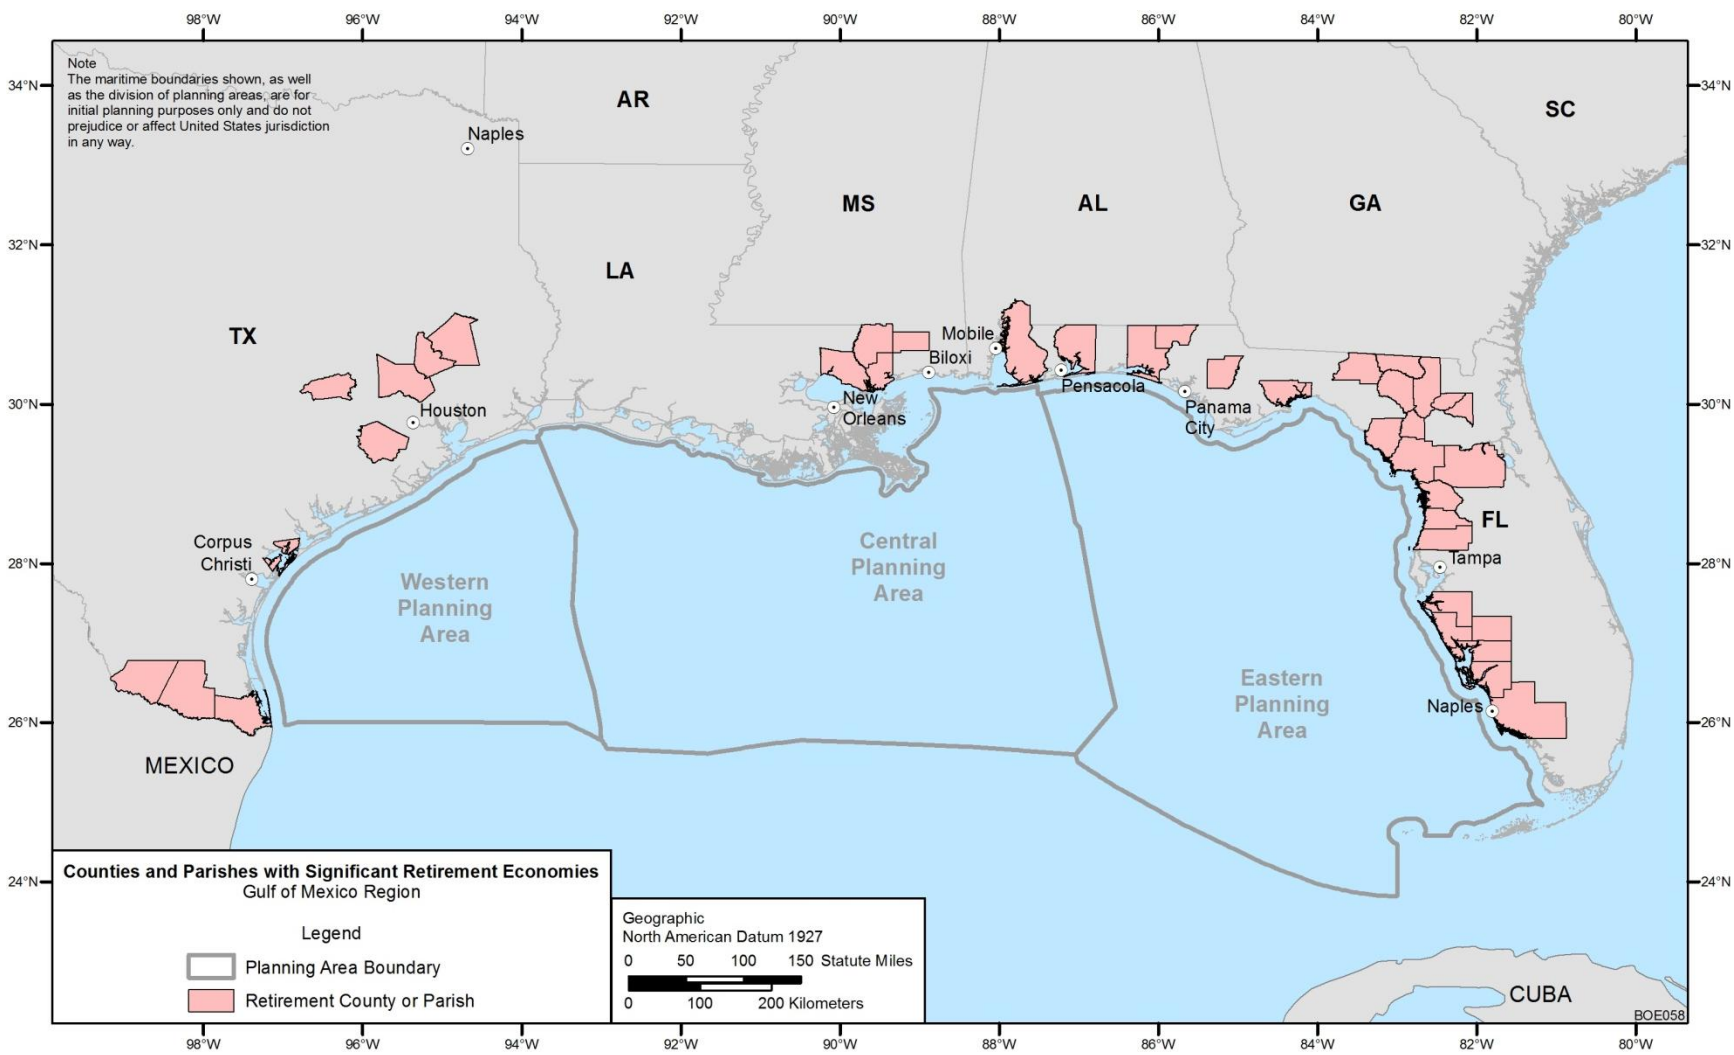 98°W 96°W 94°W 92°W 90°W 88°W 86°W 84°W 82°W 80°W
Note
The maritime boundaries shown, as well
as the division of planning areas, are for
initial planning purposes only and do not
prejudice or affect United States jurisdiction
in any way.
34°N 34°N
AR
SC
Naples
MS
AL
GA
32°N 32°N
LA
TX
Mobile
Biloxi
Pensacola
30°N 30°N
Houston
New
Orleans
Panama
City
FL
Corpus
Christi
Central
Planning
Area
28°N 28°N
Tampa
Western
Planning
Area
Eastern
Planning
Area
Naples
26°N 26°N
MEXICO
24°N 24°N
Counties and Parishes with Significant Retirement Economies
Gulf of Mexico Region
Legend
Planning Area Boundary
Retirement County or Parish
Geographic
North American Datum 1927
0 50 100 150 Statute Miles
0 100 200 Kilometers
CUBA
BOE058
98°W 96°W 94°W 92°W 90°W 88°W 86°W 84°W 82°W 80°W